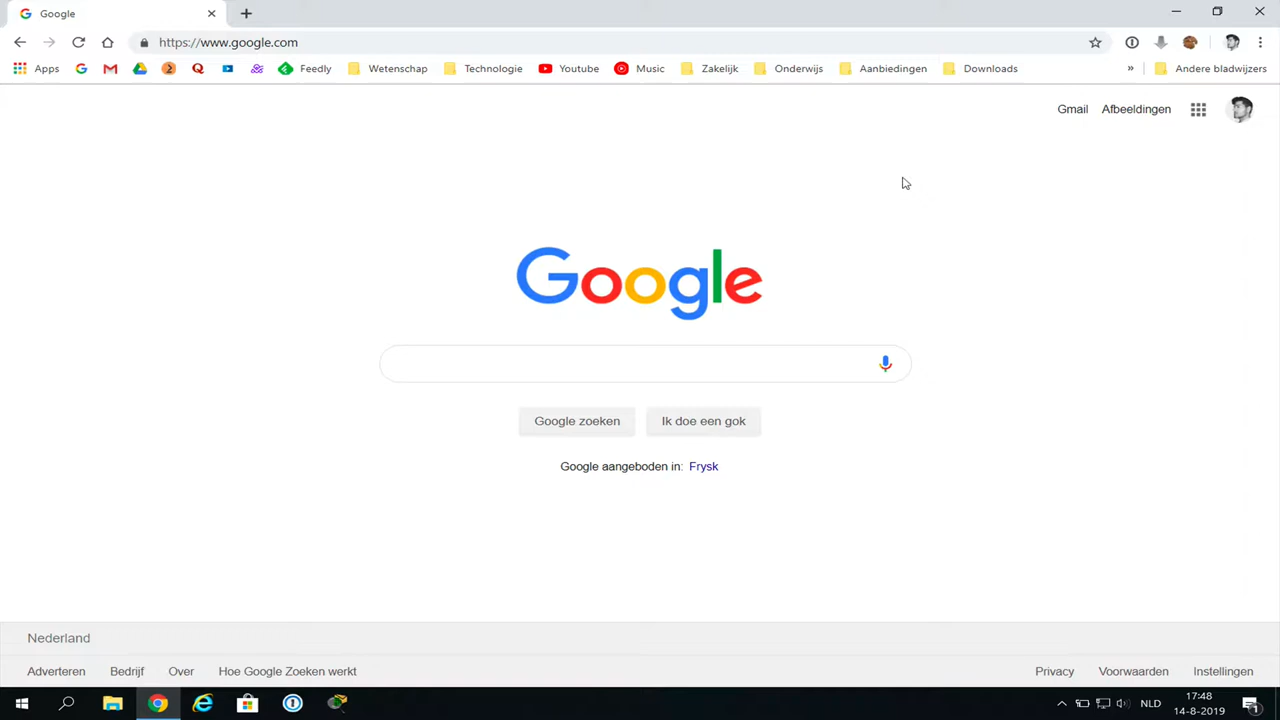 Google
https://www.google.com
Apps Feedly Wetenschap Technologie Youtube Music Zakelijk Onderwijs Aanbiedingen Downloads » Andere bladwijzers
Gmail Afbeeldingen
Google
Google zoeken Ik doe een gok
Google aangeboden in: Frysk
Nederland
Adverteren Bedrijf Over Hoe Google Zoeken werkt Privacy Voorwaarden Instellingen
NLD 17:48
14-8-2019 1